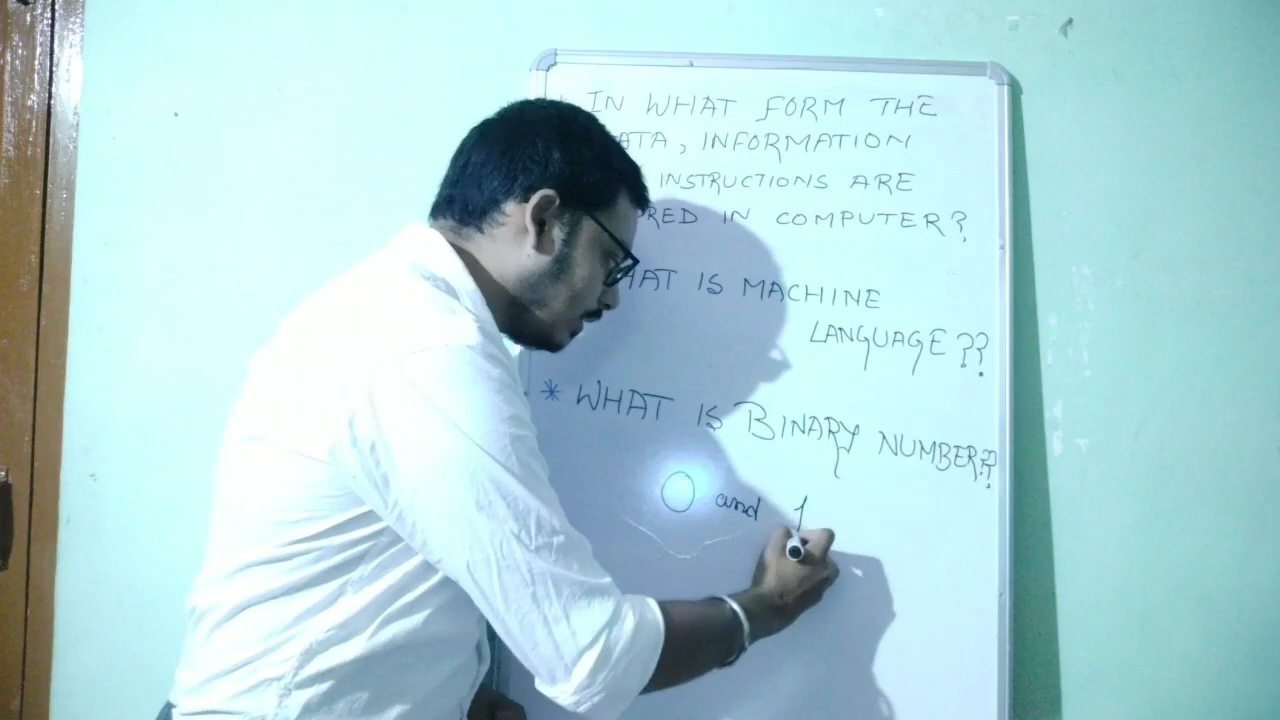 IN WHAT FORM THE
ATA, INFORMATION
INSTRUCTIONS ARE
ORED IN COMPUTER?
HAT IS MACHINE
LANGUAGE??
* WHAT IS BINARY NUMBER??
0 and 1